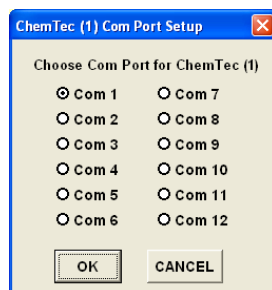 ChemTec (1) Com Port Setup
Choose Com Port for ChemTec (1)
Com 1 Com 7
Com 2 Com 8
Com 3 Com 9
Com 4 Com 10
Com 5 Com 11
Com 6 Com 12
OK CANCEL